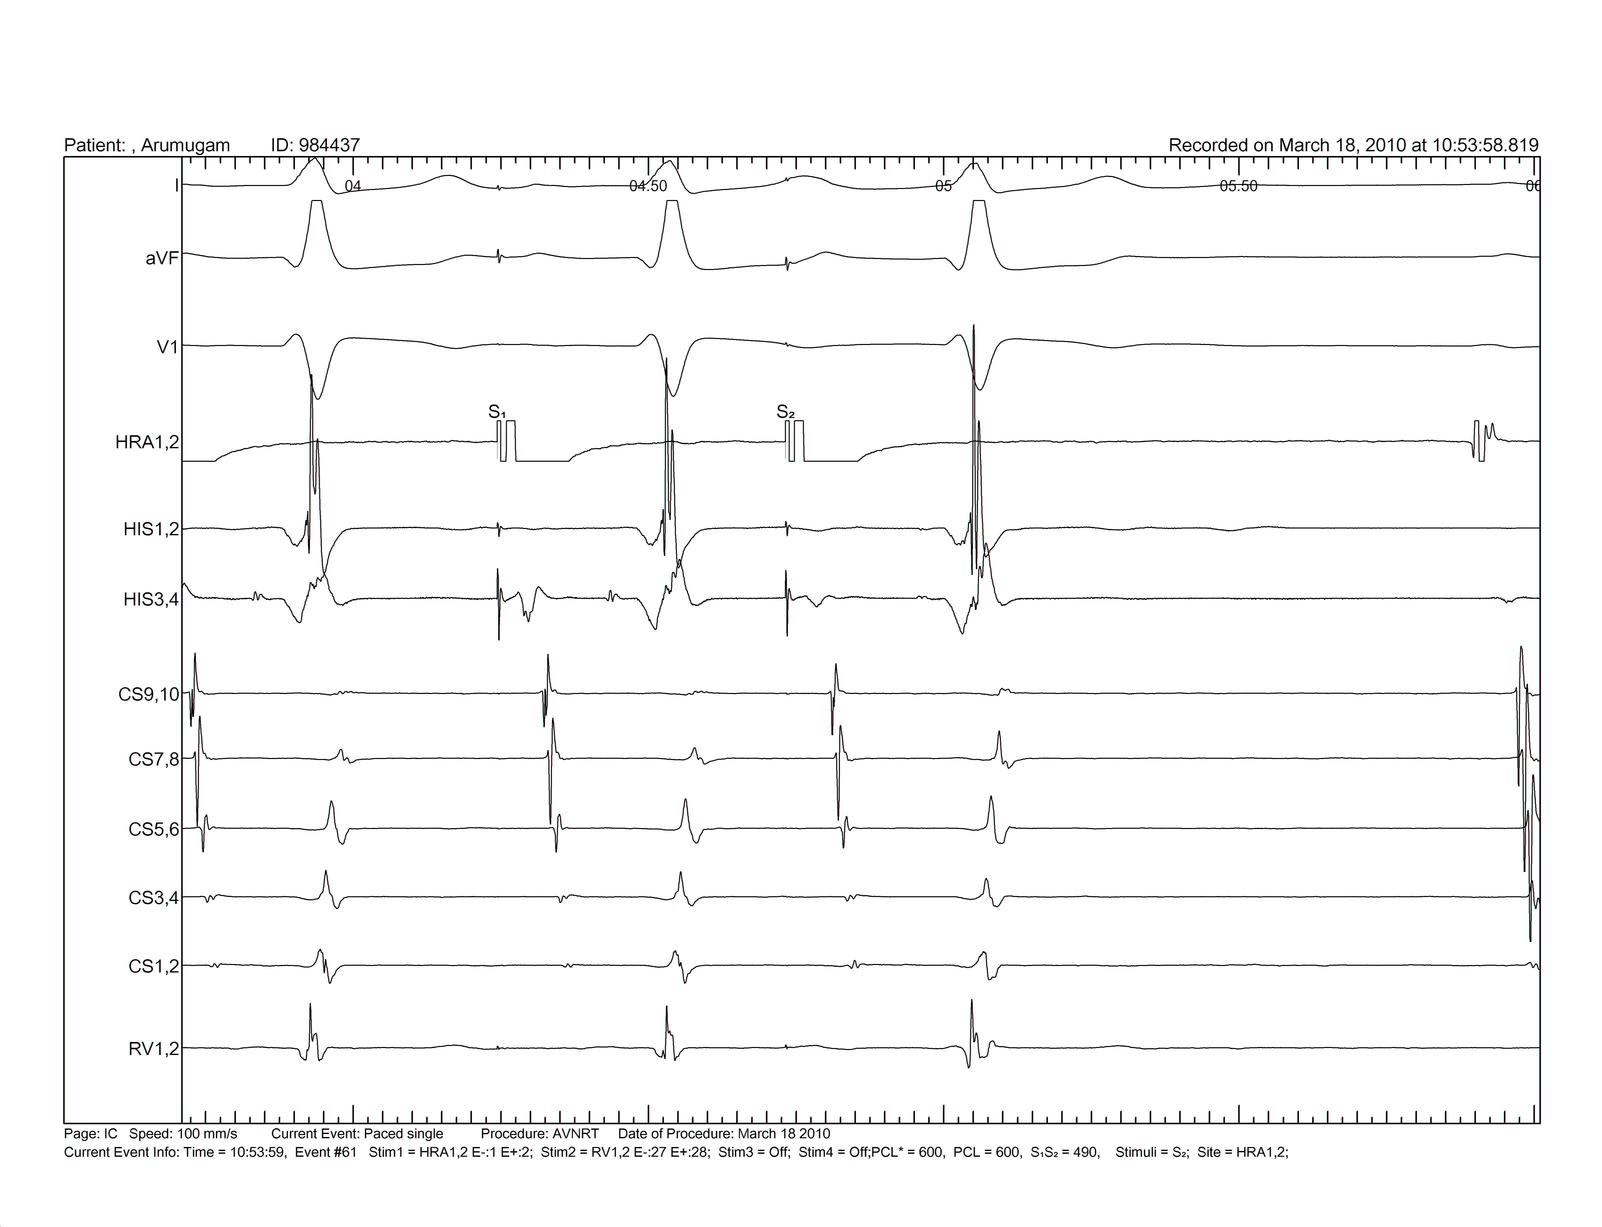 Patient: , Arumugam ID: 984437 Recorded on March 18, 2010 at 10:53:58.819
I
04 04:50 05 05:50 06
aVF
V1
S₁ S₂
HRA1,2
HIS1,2
HIS3,4
CS9,10
CS7,8
CS5,6
CS3,4
CS1,2
RV1,2
Page: IC Speed: 100 mm/s Current Event: Paced single Procedure: AVNRT Date of Procedure: March 18 2010
Current Event Info: Time = 10:53:59, Event #61 Stim1 = HRA1,2 E-:1 E+:2; Stim2 = RV1,2 E-:27 E+:28; Stim3 = Off; Stim4 = Off;PCL* = 600, PCL = 600, S₁S₂ = 490, Stimuli = S₂; Site = HRA1,2;